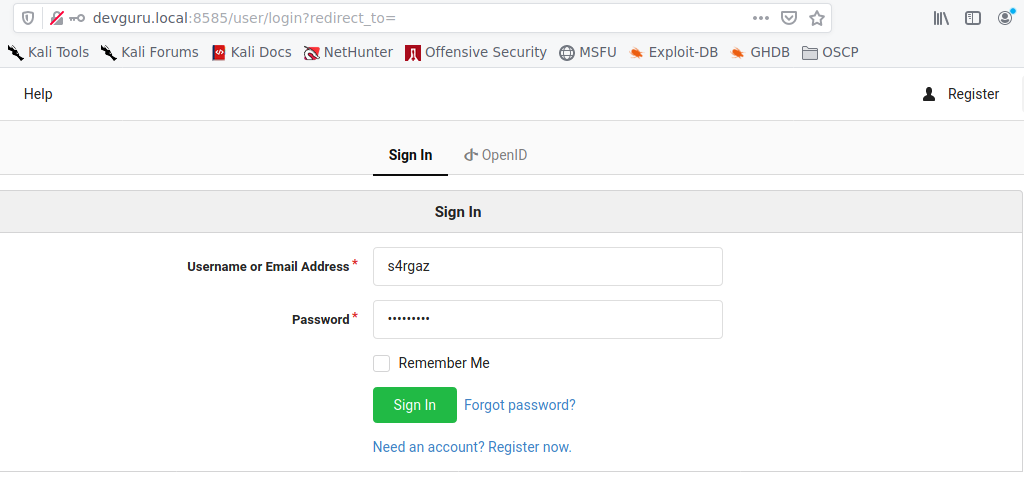 devguru.local:8585/user/login?redirect_to=
Kali Tools Kali Forums Kali Docs NetHunter Offensive Security MSFU Exploit-DB GHDB OSCP
Help Register
Sign In OpenID
Sign In
Username or Email Address * s4rgaz
Password * •••••••••
Remember Me
Sign In Forgot password?
Need an account? Register now.